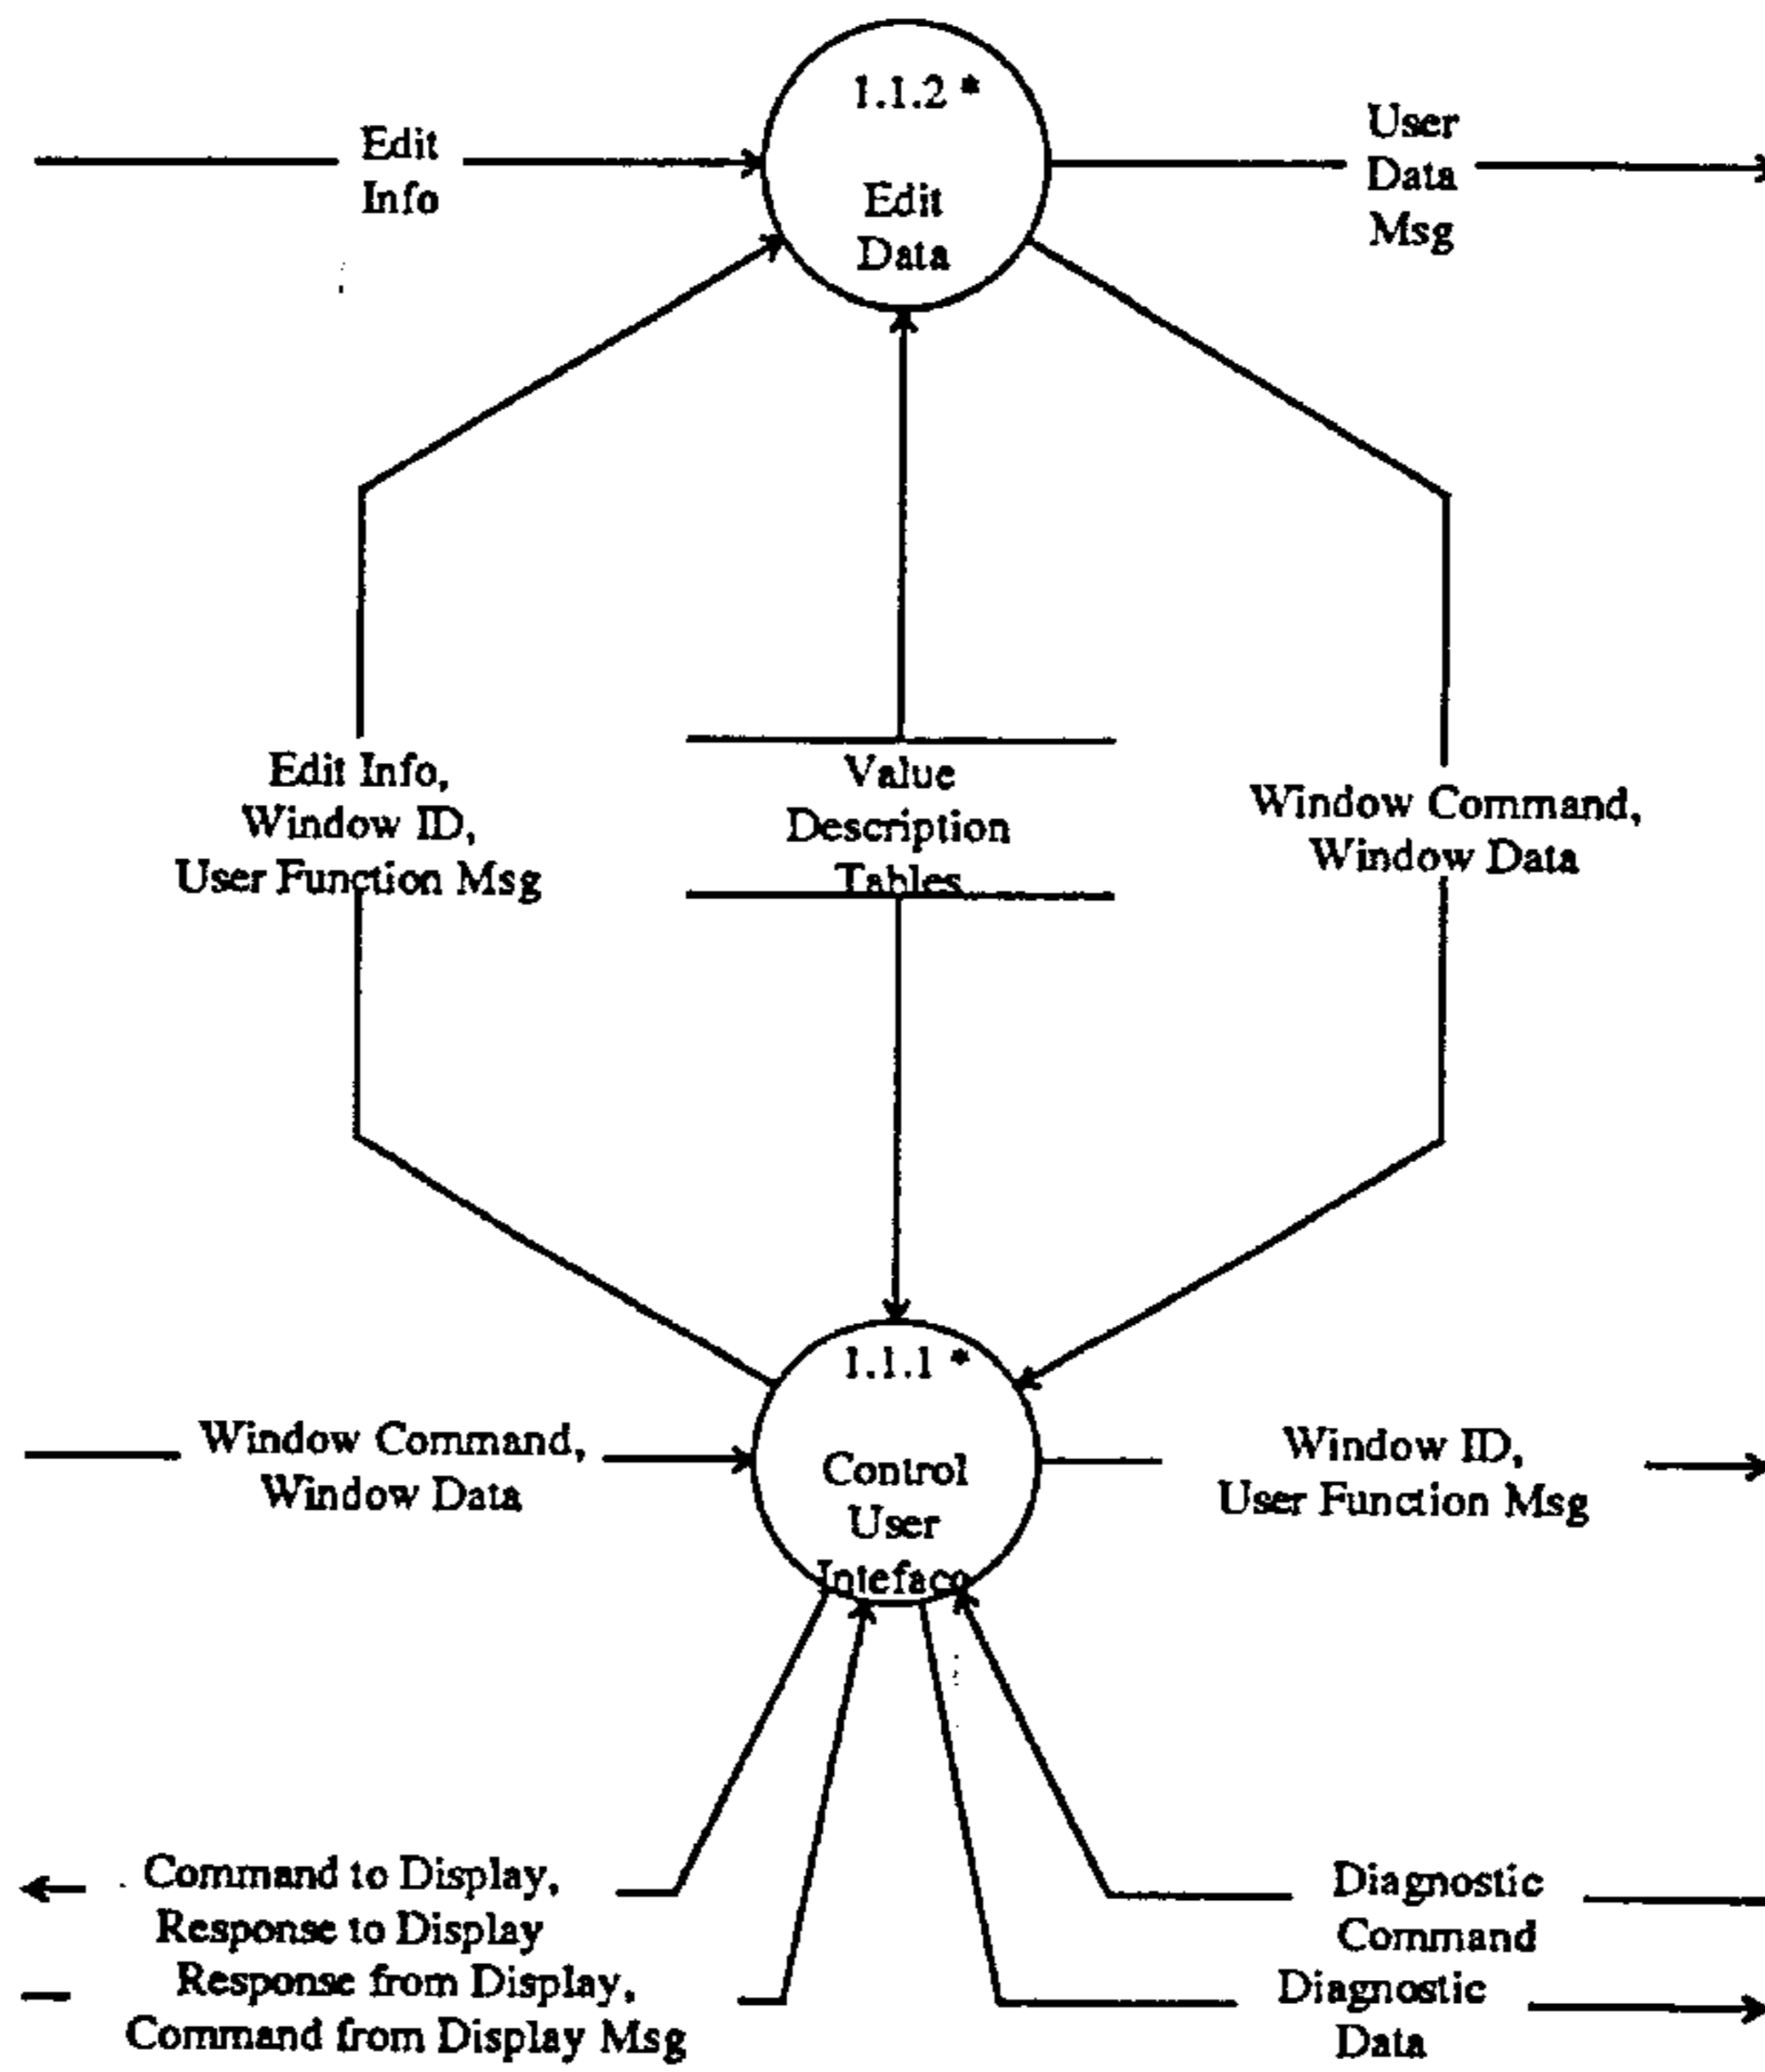 1.1.2 *
Edit
Data
Edit
Info
User
Data
Msg
Edit Info,
Window ID,
User Function Msg
Value
Description
Tables
Window Command,
Window Data
1.1.1 *
Control
User
Inteface
Window Command,
Window Data
Window ID,
User Function Msg
Command to Display,
Response to Display
Response from Display,
Command from Display Msg
Diagnostic
Command
Diagnostic
Data